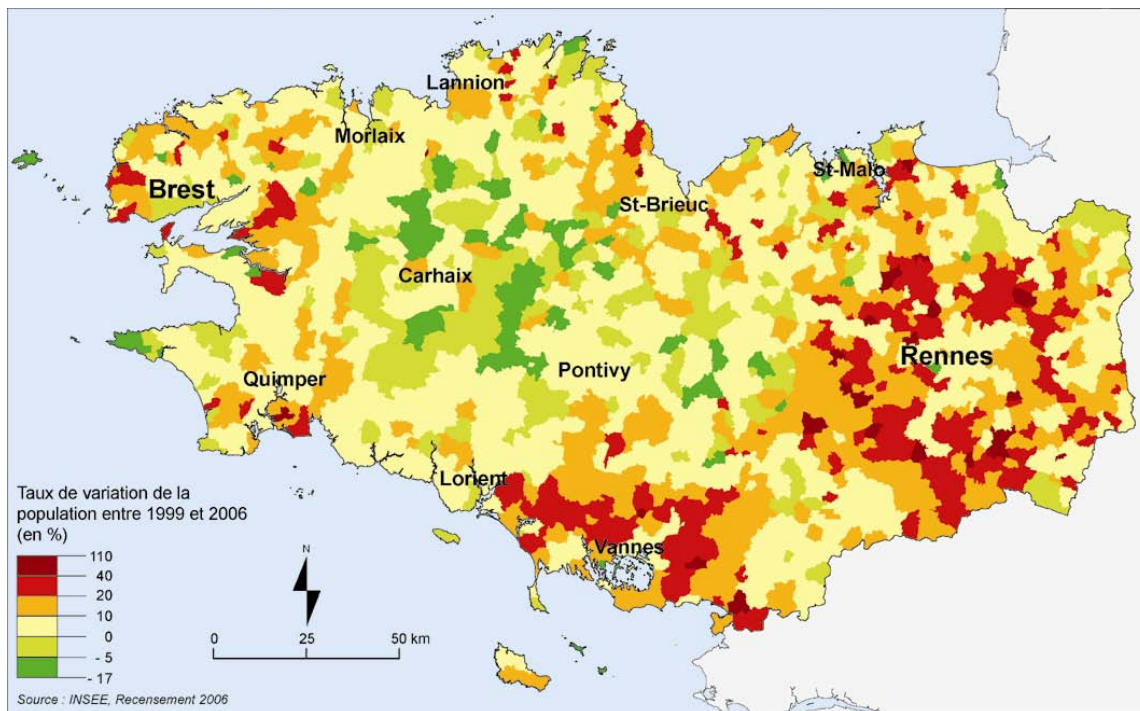 Lannion
Morlaix
Brest
St-Malo
St-Brieuc
Carhaix
Rennes
Pontivy
Quimper
Lorient
Vannes
Taux de variation de la
population entre 1999 et 2006
(en %)
110
40
20
10
0
- 5
- 17
N
0 25 50 km
Source : INSEE, Recensement 2006